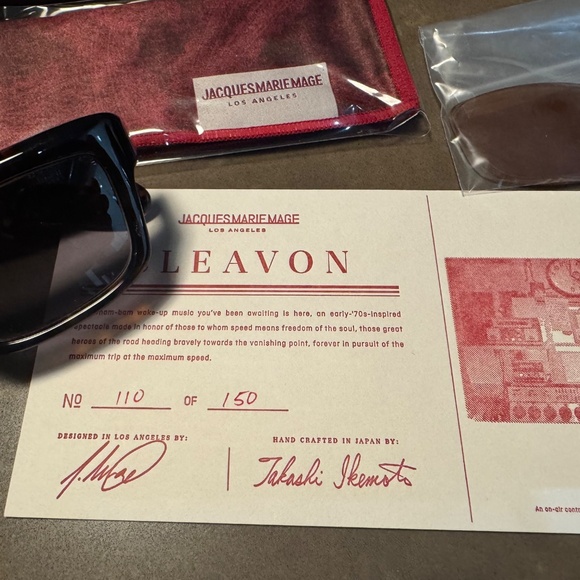 JACQUESMARIEMAGE
LOS ANGELES
JACQUESMARIEMAGE
LOS ANGELES
LEAVON
wake-up music you've been awaiting is here, an early-'70s-inspired
spectacle made in honor of those to whom speed means freedom of the soul, those great
heroes of the road heading bravely towards the vanishing point, forever in pursuit of the
maximum trip at the maximum speed.
No 110 OF 150
DESIGNED IN LOS ANGELES BY: HAND CRAFTED IN JAPAN BY:
Takashi Ikemoto
An on-air contr